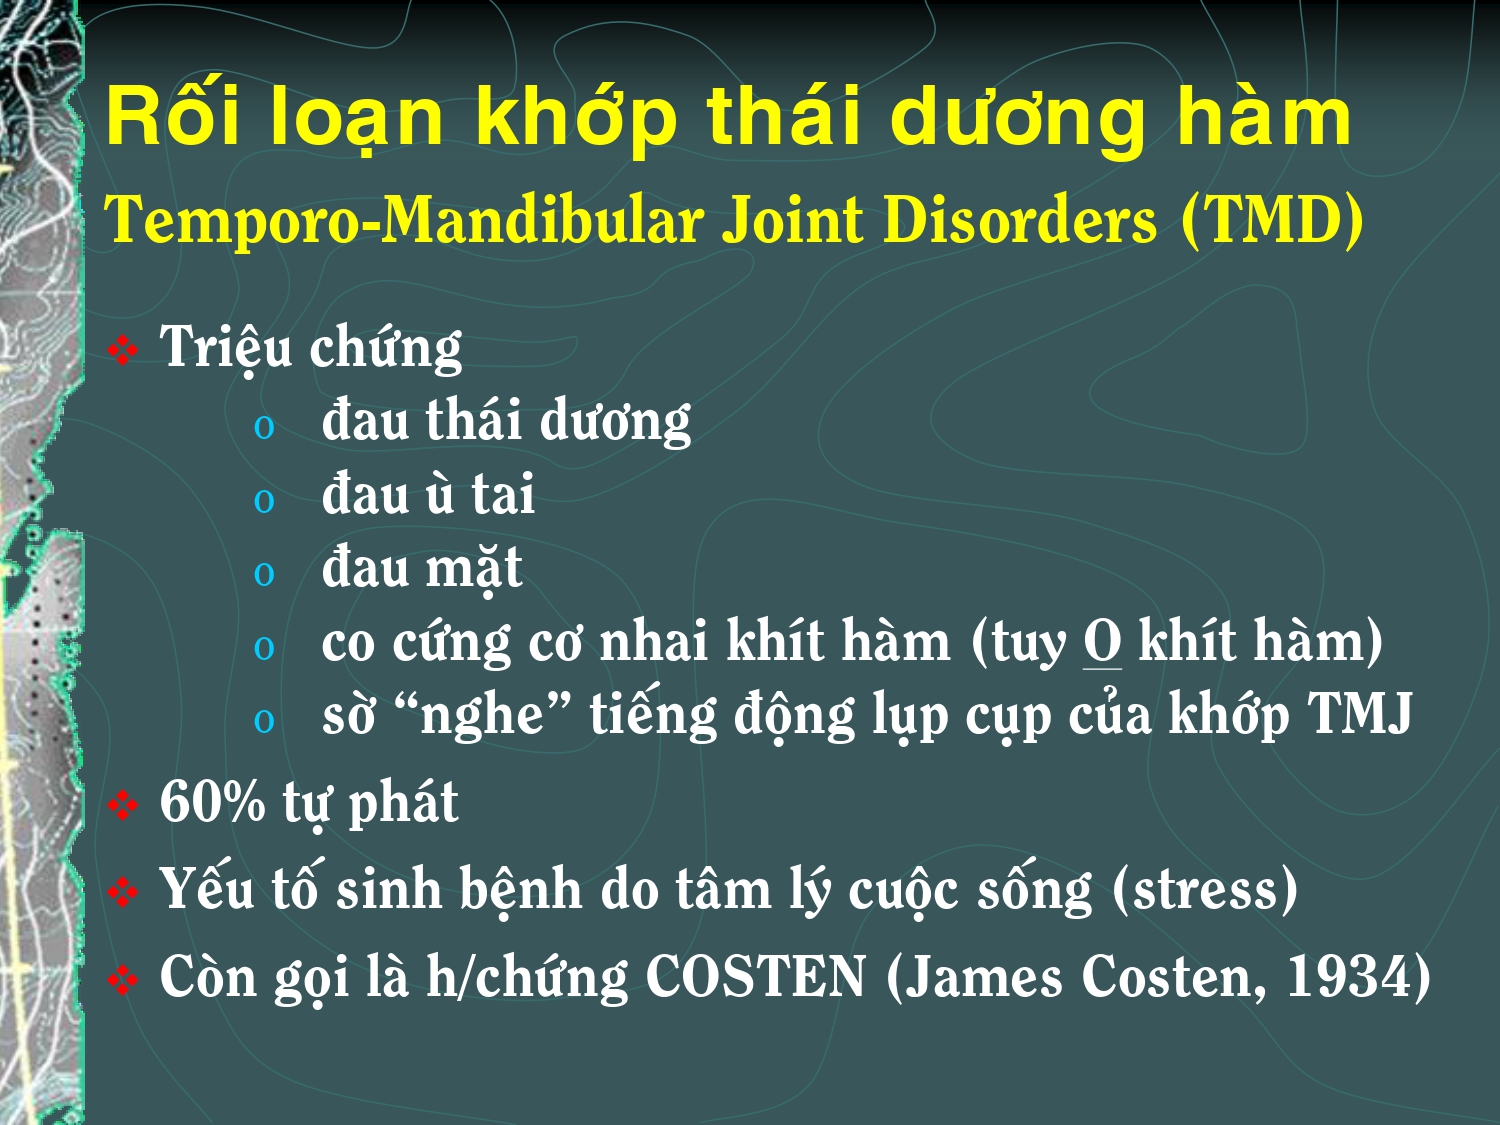 Rối loạn khớp thái dương hàm
Temporo-Mandibular Joint Disorders (TMD)
❖ Triệu chứng
o đau thái dương
o đau ù tai
o đau mặt
o co cứng cơ nhai khít hàm (tuy O khít hàm)
o sờ “nghe” tiếng động lụp cụp của khớp TMJ
❖ 60% tự phát
❖ Yếu tố sinh bệnh do tâm lý cuộc sống (stress)
❖ Còn gọi là h/chứng COSTEN (James Costen, 1934)